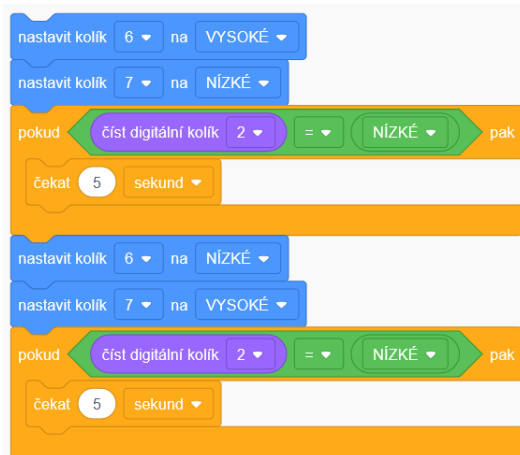 nastavit kolík 6 na VYSOKÉ
nastavit kolík 7 na NÍZKÉ
pokud číst digitální kolík 2 = NÍZKÉ pak
čekat 5 sekund
nastavit kolík 6 na NÍZKÉ
nastavit kolík 7 na VYSOKÉ
pokud číst digitální kolík 2 = NÍZKÉ pak
čekat 5 sekund